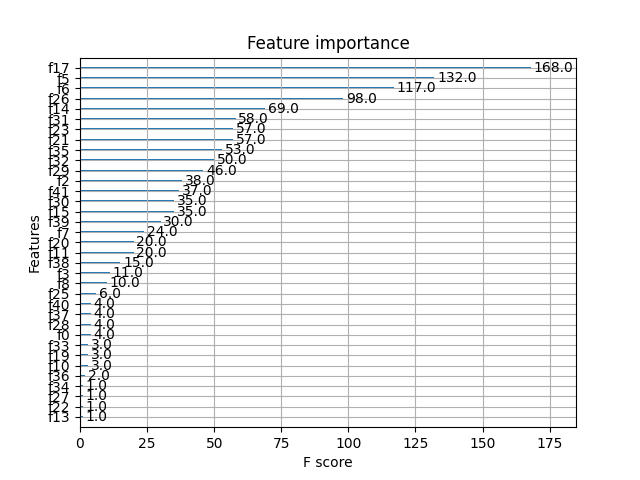 Feature importance
f17 168.0
f5 132.0
f6 117.0
f26 98.0
f14 69.0
f31 58.0
f23 57.0
f21 57.0
f35 53.0
f32 50.0
f29 46.0
f2 38.0
f41 37.0
f30 35.0
f15 35.0
f39 30.0
f7 24.0
f20 20.0
f11 20.0
f38 15.0
f3 11.0
f8 10.0
f25 6.0
f40 4.0
f37 4.0
f28 4.0
f0 4.0
f33 3.0
f19 3.0
f10 3.0
f36 2.0
f34 1.0
f27 1.0
f22 1.0
f13 1.0
0 25 50 75 100 125 150 175
F score
Features